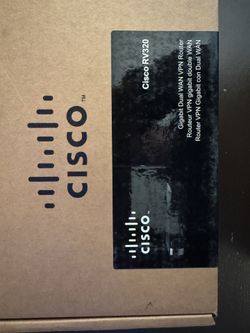 CISCO™
CISCO.
Cisco RV320
Gigabit Dual WAN VPN Router
Routeur VPN gigabit double WAN
Router VPN Gigabit con Dual WAN